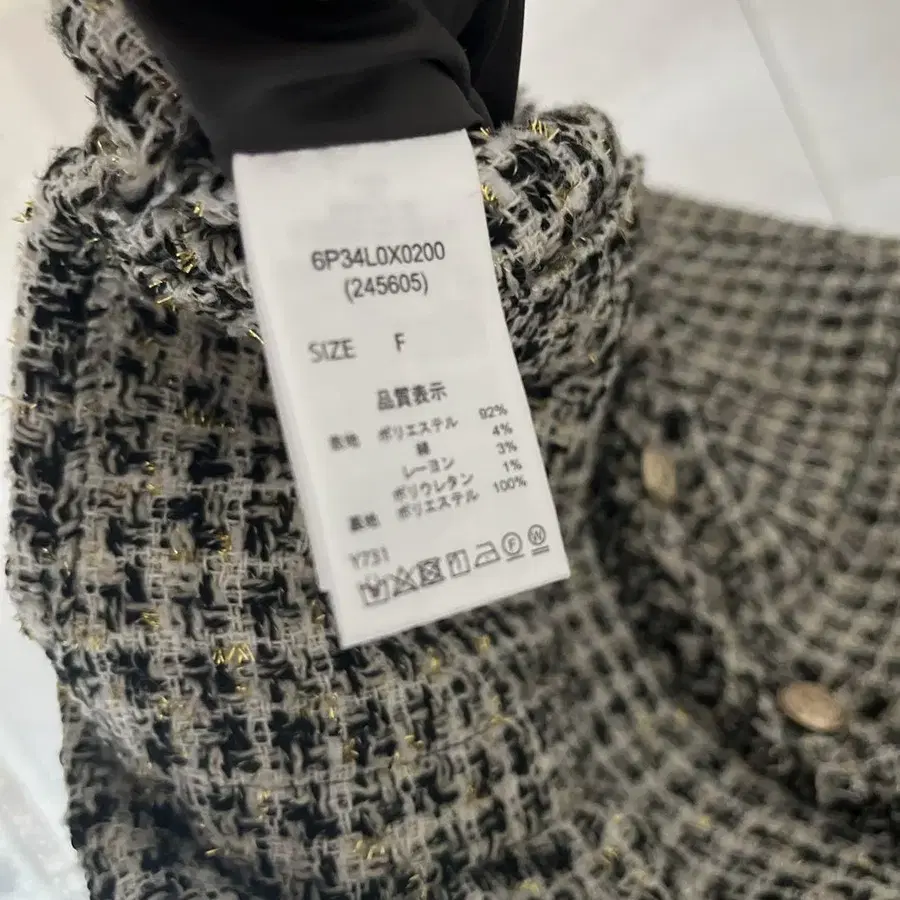 6P34L0X0200
(245605)
SIZE F
品質表示
表地 ポリエステル 92%
綿 4%
レーヨン 3%
ポリウレタン 1%
裏地 ポリエステル 100%
Y731
F W